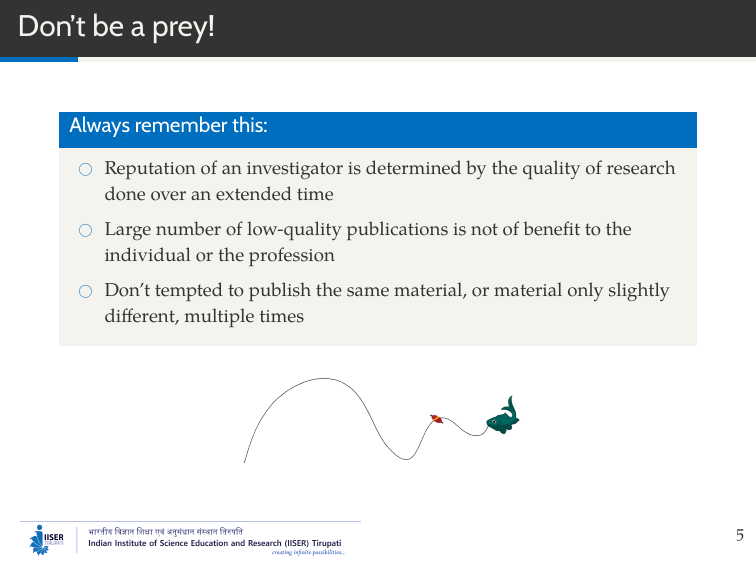 Don't be a prey!
Always remember this:
Reputation of an investigator is determined by the quality of research
done over an extended time
Large number of low-quality publications is not of benefit to the
individual or the profession
Don't tempted to publish the same material, or material only slightly
different, multiple times
IISER
TIRUPATI
भारतीय विज्ञान शिक्षा एवं अनुसंधान संस्थान तिरुपति
Indian Institute of Science Education and Research (IISER) Tirupati
creating infinite possibilities...
5